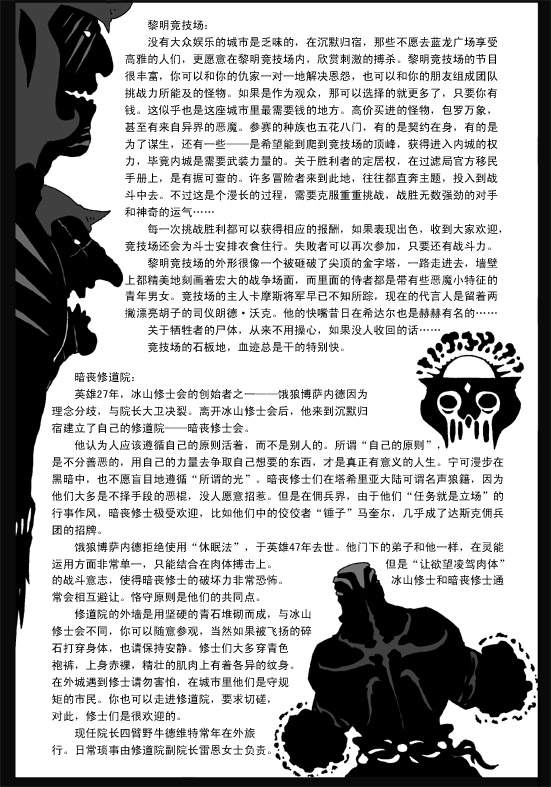 黎明竞技场：
没有大众娱乐的城市是乏味的，在沉默归宿，那些不愿去蓝龙广场享受
高雅的人们，更愿意在黎明竞技场内，欣赏刺激的搏杀。黎明竞技场的节目
很丰富，你可以和你的仇家一对一地解决恩怨，也可以和你的朋友组成团队
挑战力所能及的怪物。如果是作为观众，那可以选择的就更多了，只要你有
钱。这似乎也是这座城市里最需要钱的地方。高价买进的怪物，包罗万象，
甚至有来自异界的恶魔。参赛的种族也五花八门，有的是契约在身，有的是
为了谋生，还有一些——是希望能到爬到竞技场的顶峰，获得进入内城的权
力，毕竟内城是需要武装力量的。关于胜利者的定居权，在过滤局官方移民
手册上，是有据可查的。许多冒险者来到此地，往往都直奔主题，投入到战
斗中去。不过这是个漫长的过程，需要克服重重挑战，战胜无数强劲的对手
和神奇的运气……
每一次挑战胜利都可以获得相应的报酬，如果表现出色，收到大家欢迎，
竞技场还会为斗士安排衣食住行。失败者可以再次参加，只要还有战斗力。
黎明竞技场的外形很像一个被砸破了尖顶的金字塔，一路走进去，墙壁
上都精美地刻画着宏大的战争场面，而里面的侍者都是带有些恶魔小特征的
青年男女。竞技场的主人卡摩斯将军早已不知所踪，现在的代言人是留着两
撇漂亮胡子的司仪朗德·沃克。他的快嘴昔日在希达尔也是赫赫有名的……
关于牺牲者的尸体，从来不用操心，如果没人收回的话……
竞技场的石板地，血迹总是干的特别快。
暗丧修道院：
英雄27年，冰山修士会的创始者之一——饿狼博萨内德因为
理念分歧，与院长大卫决裂。离开冰山修士会后，他来到沉默归
宿建立了自己的修道院——暗丧修士会。
他认为人应该遵循自己的原则活着，而不是别人的。所谓“自己的原则”，
是不分善恶的，用自己的力量去争取自己想要的东西，才是真正有意义的人生。宁可漫步在
黑暗中，也不愿盲目地遵循“所谓的光”。暗丧修士们在塔希里亚大陆可谓名声狼籍，因为
他们大多是不择手段的恶棍，没人愿意招惹。但是在佣兵界，由于他们“任务就是立场”的
行事作风，暗丧修士极受欢迎，比如他们中的佼佼者“锤子”马奎尔，几乎成了达斯克佣兵
团的招牌。
饿狼博萨内德拒绝使用“休眠法”，于英雄47年去世。他门下的弟子和他一样，在灵能
运用方面非常单一，只能结合在肉体搏击上。但是“让欲望凌驾肉体”
的战斗意志，使得暗丧修士的破坏力非常恐怖。冰山修士和暗丧修士通
常会相互避让。恪守原则是他们的共同点。
修道院的外墙是用坚硬的青石堆砌而成，与冰山
修士会不同，你可以随意参观，当然如果被飞扬的碎
石打穿身体，也请保持安静。修士们大多穿青色
袍裤，上身赤裸，精壮的肌肉上有着各异的纹身。
在外城遇到修士请勿害怕，在城市里他们是守规
矩的市民。你也可以走进修道院，要求切磋，
对此，修士们是很欢迎的。
现任院长四臂野牛德维特常年在外旅
行。日常琐事由修道院副院长雷恩女士负责。